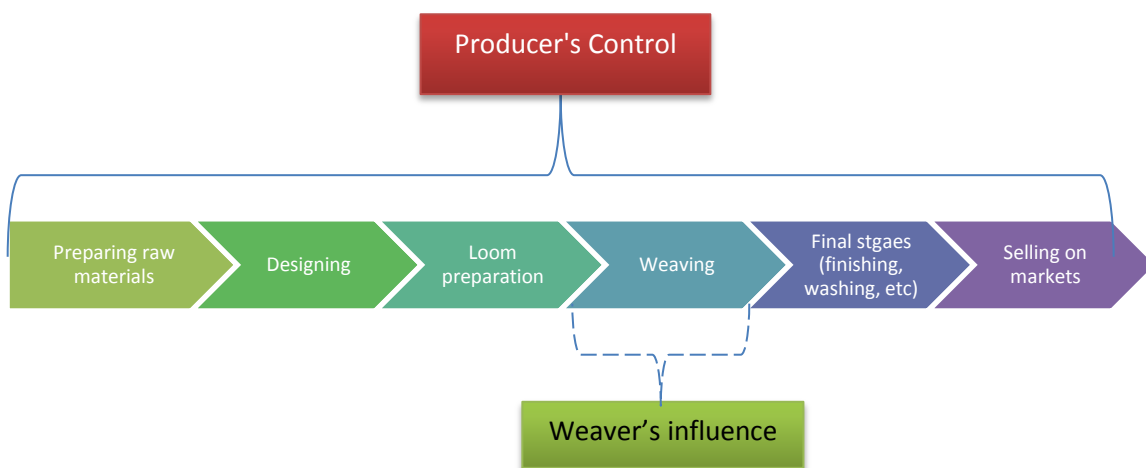 Producer's Control
Preparing raw
materials
Designing
Loom
preparation
Weaving
Final stgaes
(finishing,
washing, etc)
Selling on
markets
Weaver’s influence